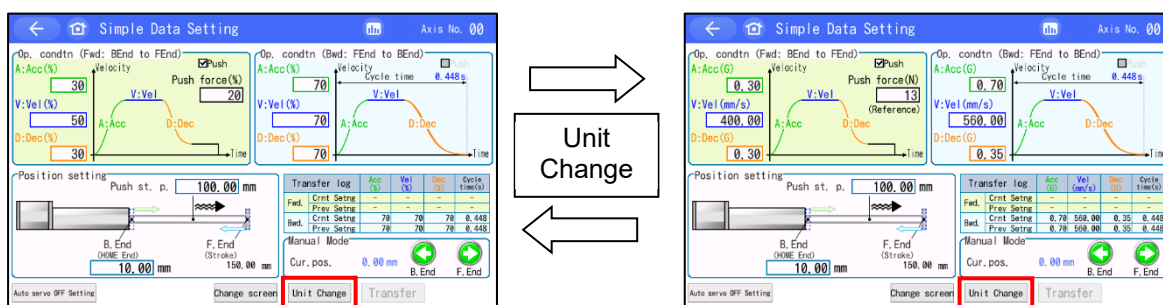 Simple Data Setting
Axis No. 00
Op. condtn (Fwd: BEnd to FEnd)
A:Acc(%)
30
Velocity
Push
Push force(%)
20
V:Vel(%)
50
V:Vel
A:Acc
D:Dec
D:Dec(%)
30
Time
Op. condtn (Bwd: FEnd to BEnd)
A:Acc(%)
70
Velocity
Push
Cycle time 0.448s
V:Vel(%)
70
V:Vel
A:Acc
D:Dec
D:Dec(%)
70
Time
Position setting
Push st. p. 100.00 mm
B. End
(HOME End)
10.00 mm
F. End
(Stroke)
150.00 mm
Transfer log Acc (%) Vel (%) Dec (%) Cycle time(s)
Fwd. Crnt Setng - - - -
Prev Setng - - - -
Bwd. Crnt Setng 70 70 70 0.448
Prev Setng 70 70 70 0.448
Manual Mode
Cur. pos. 0.00 mm
B. End
F. End
Auto servo OFF Setting
Change screen
Unit Change
Transfer
Unit
Change
Simple Data Setting
Axis No. 00
Op. condtn (Fwd: BEnd to FEnd)
A:Acc(G)
0.30
Velocity
Push
Push force(N)
13
(Reference)
V:Vel(mm/s)
400.00
V:Vel
A:Acc
D:Dec
D:Dec(G)
0.30
Time
Op. condtn (Bwd: FEnd to BEnd)
A:Acc(G)
0.70
Velocity
Push
Cycle time 0.448s
V:Vel(mm/s)
560.00
V:Vel
A:Acc
D:Dec
D:Dec(G)
0.35
Time
Position setting
Push st. p. 100.00 mm
B. End
(HOME End)
10.00 mm
F. End
(Stroke)
150.00 mm
Transfer log Acc (G) Vel (mm/s) Dec (G) Cycle time(s)
Fwd. Crnt Setng - - - -
Prev Setng - - - -
Bwd. Crnt Setng 0.70 560.00 0.35 0.448
Prev Setng 0.70 560.00 0.35 0.448
Manual Mode
Cur. pos. 0.00 mm
B. End
F. End
Auto servo OFF Setting
Change screen
Unit Change
Transfer